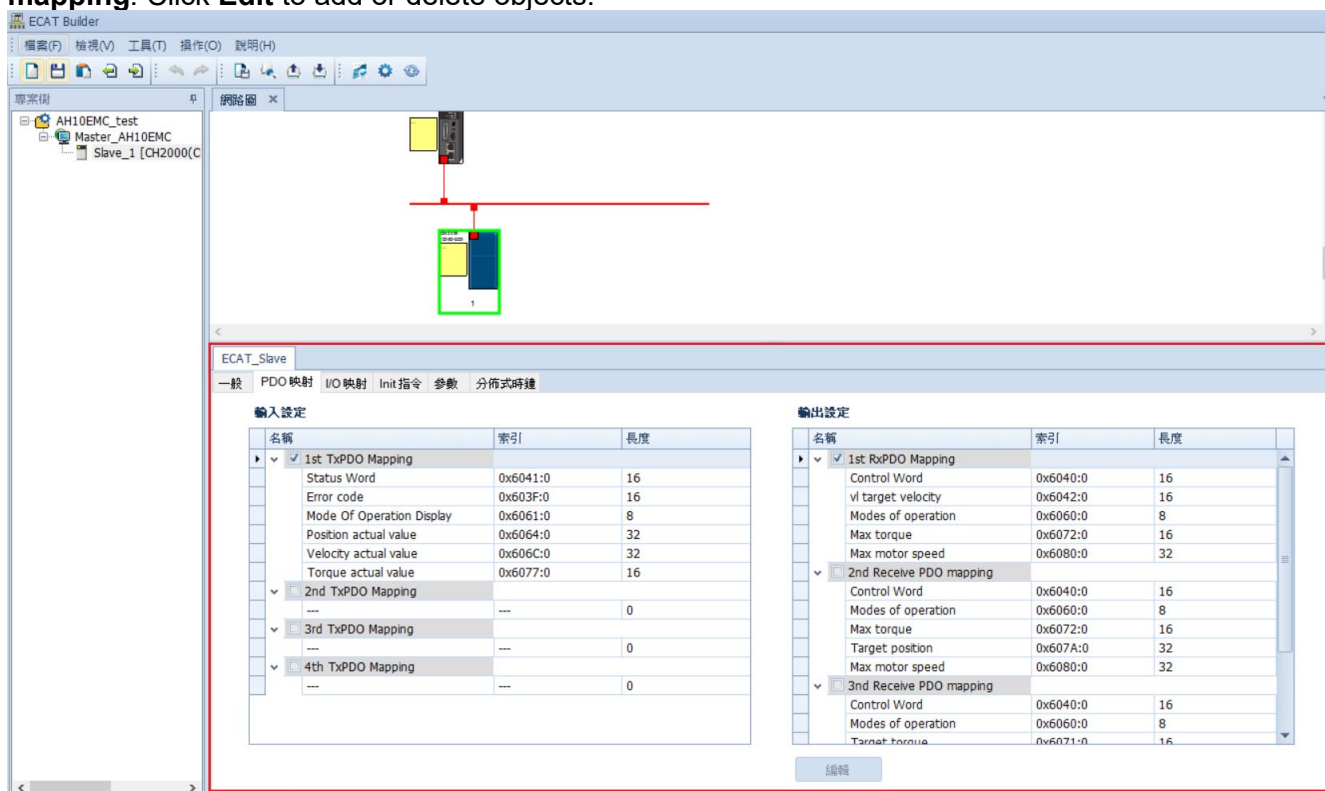 mapping. Click Edit to add or delete objects.
ECAT Builder
檔案(F) 檢視(V) 工具(T) 操作(O) 說明(H)
專案樹 網路圖
AH10EMC_test
Master_AH10EMC
Slave_1 [CH2000(C
1
ECAT_Slave
一般 PDO映射 I/O映射 Init指令 參數 分佈式時鐘
輸入設定
名稱 索引 長度
1st TxPDO Mapping
Status Word 0x6041:0 16
Error code 0x603F:0 16
Mode Of Operation Display 0x6061:0 8
Position actual value 0x6064:0 32
Velocity actual value 0x606C:0 32
Torque actual value 0x6077:0 16
2nd TxPDO Mapping
--- --- 0
3rd TxPDO Mapping
--- --- 0
4th TxPDO Mapping
--- --- 0
輸出設定
名稱 索引 長度
1st RxPDO Mapping
Control Word 0x6040:0 16
vl target velocity 0x6042:0 16
Modes of operation 0x6060:0 8
Max torque 0x6072:0 16
Max motor speed 0x6080:0 32
2nd Receive PDO mapping
Control Word 0x6040:0 16
Modes of operation 0x6060:0 8
Max torque 0x6072:0 16
Target position 0x607A:0 32
Max motor speed 0x6080:0 32
3nd Receive PDO mapping
Control Word 0x6040:0 16
Modes of operation 0x6060:0 8
Target torque 0x6071:0 16
編輯